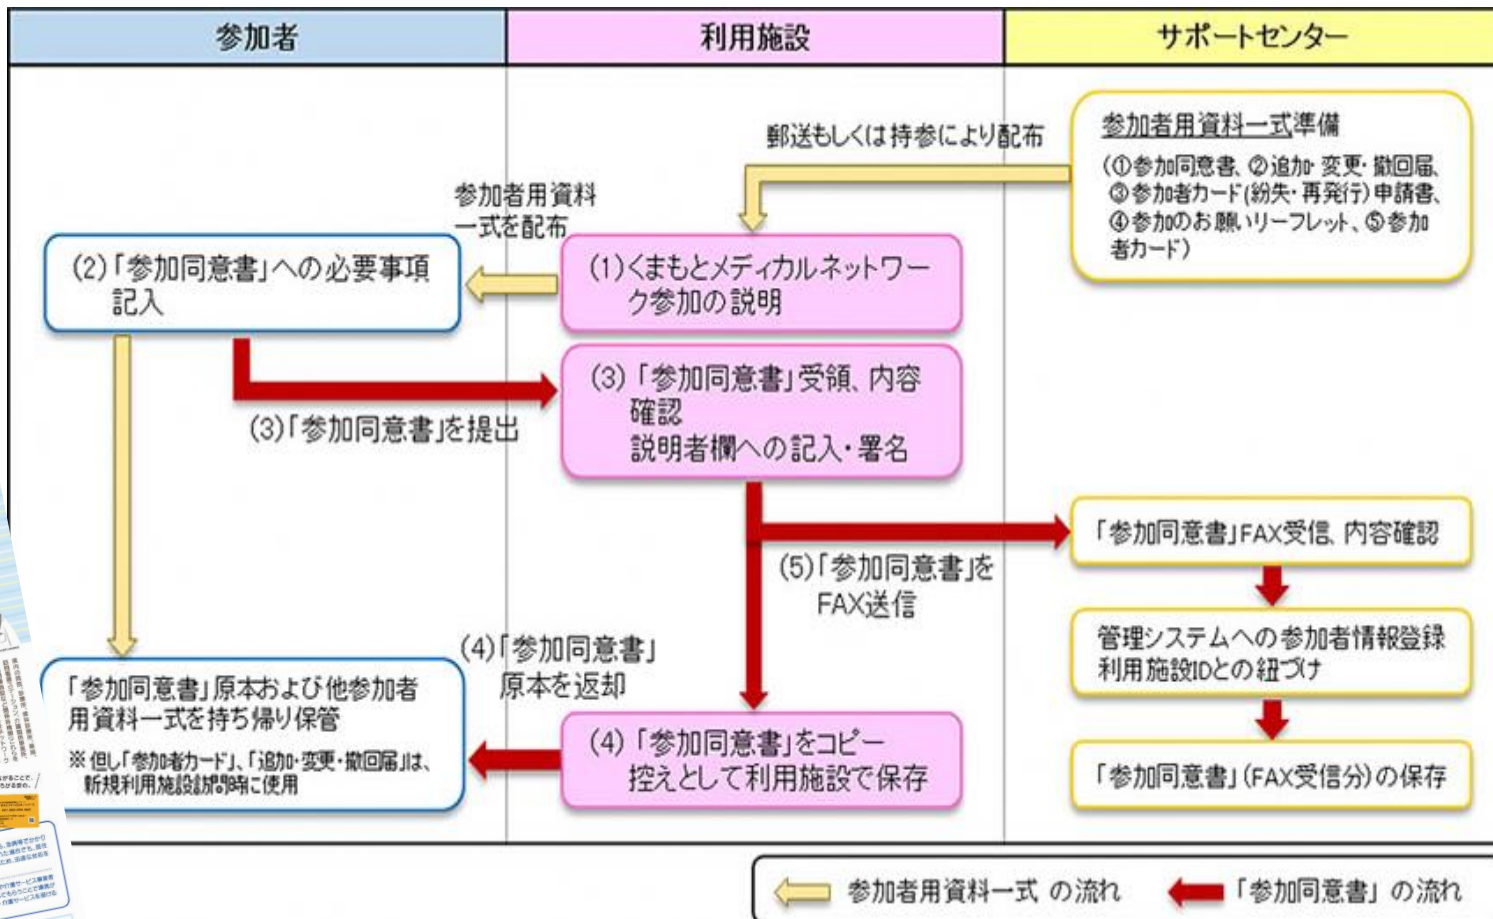 参加者
利用施設
サポートセンター
参加者用資料一式準備
(①参加同意書、②追加・変更・撤回届、
③参加者カード(紛失・再発行)申請書、
④参加のお願いリーフレット、⑤参加
者カード)
郵送もしくは持参により配布
参加者用資料
一式を配布
(1)くまもとメディカルネットワー
ク参加の説明
(2)「参加同意書」への必要事項
記入
(3)「参加同意書」を提出
(3)「参加同意書」受領、内容
確認
説明者欄への記入・署名
(5)「参加同意書」を
FAX送信
「参加同意書」FAX受信、内容確認
管理システムへの参加者情報登録
利用施設IDとの紐づけ
「参加同意書」(FAX受信分)の保存
(4)「参加同意書」
原本を返却
(4)「参加同意書」をコピー
控えとして利用施設で保存
「参加同意書」原本および他参加者
用資料一式を持ち帰り保管
※但し「参加者カード」、「追加・変更・撤回届」は、
新規利用施設訪問時に使用
参加者用資料一式 の流れ
「参加同意書」 の流れ